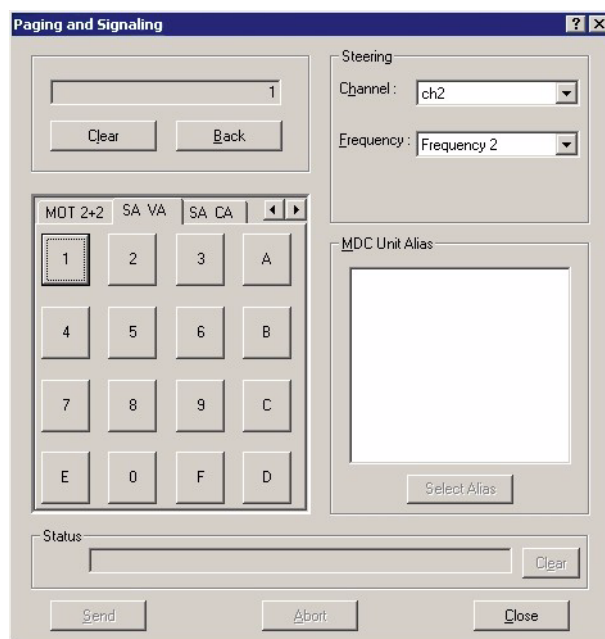 Paging and Signaling
1
Clear Back
Steering
Channel : ch2
Frequency : Frequency 2
MOT 2+2 SA VA SA CA
1 2 3 A
4 5 6 B
7 8 9 C
E 0 F D
MDC Unit Alias
Select Alias
Status
Clear
Send Abort Close